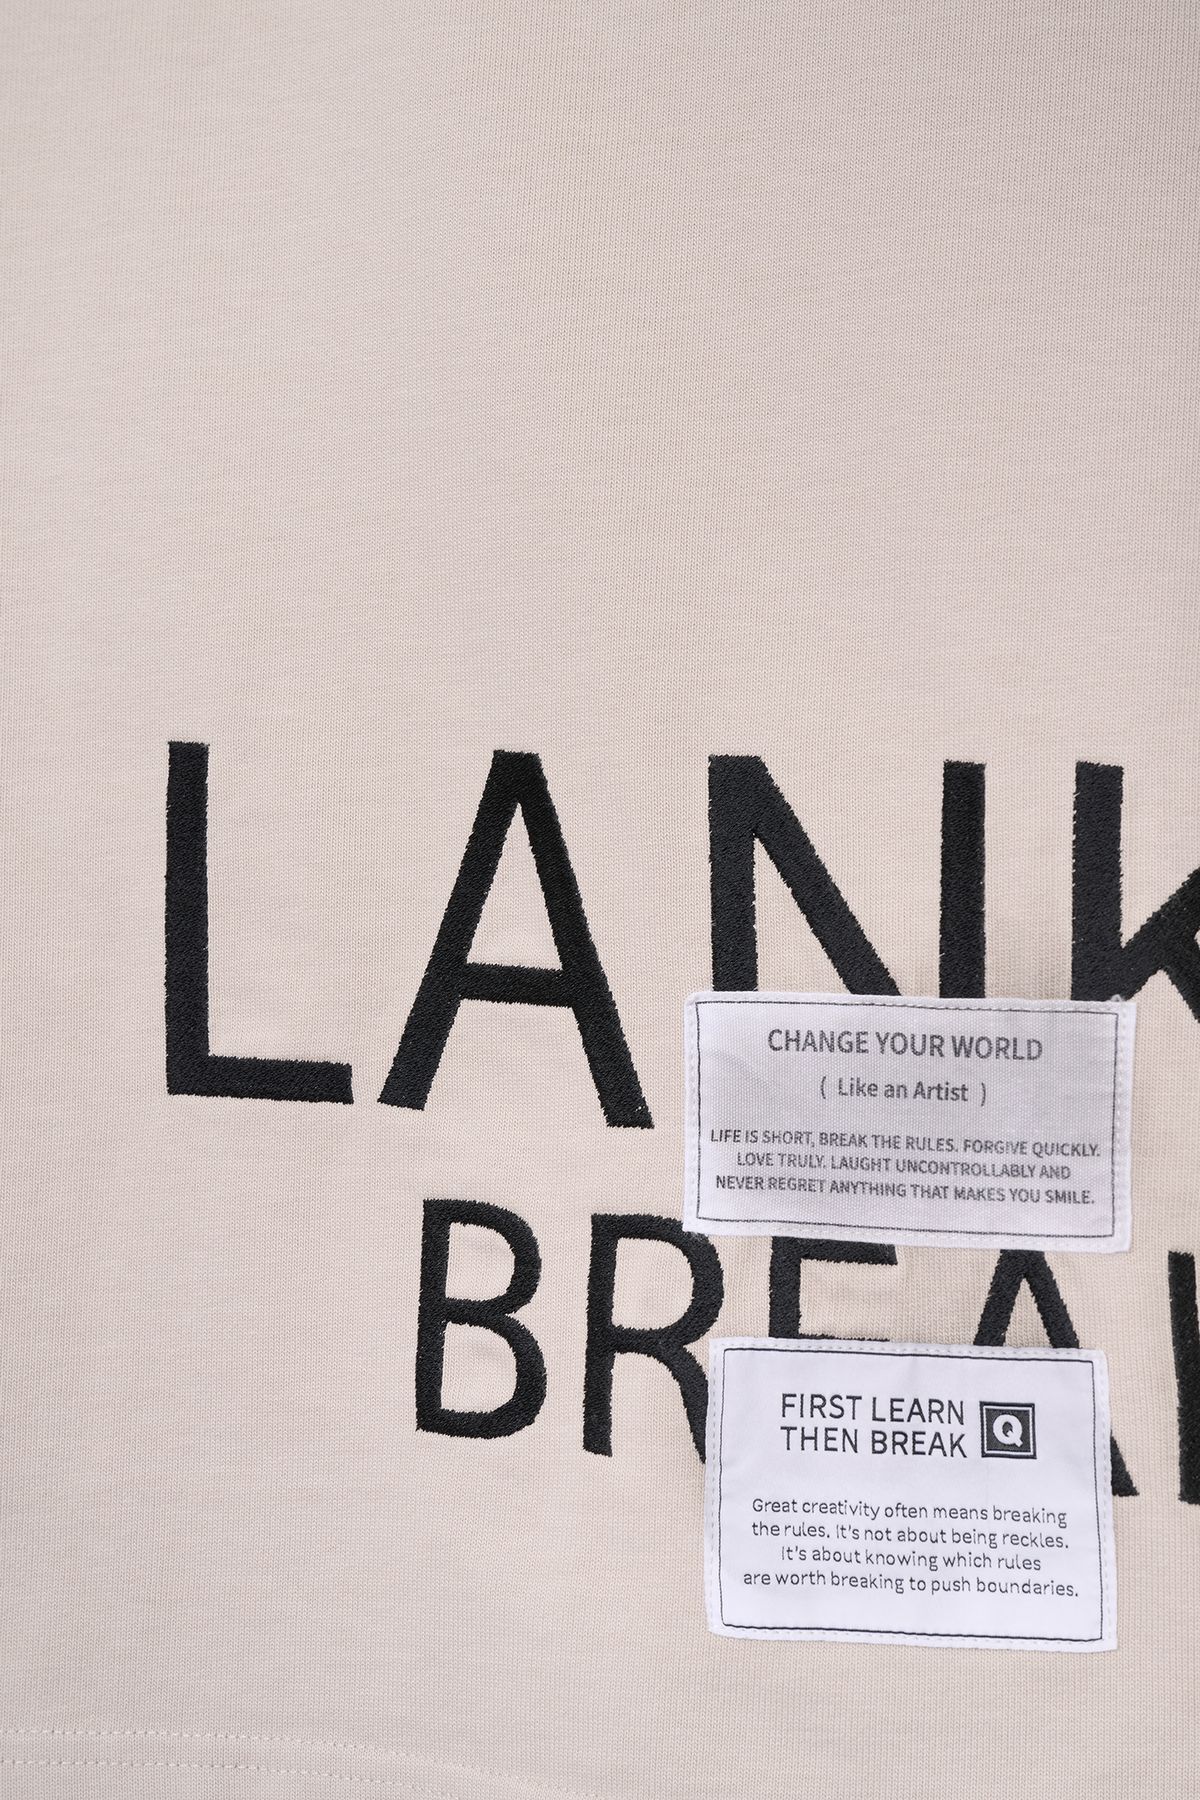 LANK
CHANGE YOUR WORLD
( Like an Artist )
LIFE IS SHORT, BREAK THE RULES. FORGIVE QUICKLY.
LOVE TRULY. LAUGHT UNCONTROLLABLY AND
NEVER REGRET ANYTHING THAT MAKES YOU SMILE.
BREA
FIRST LEARN
THEN BREAK Q
Great creativity often means breaking
the rules. It's not about being reckles.
It's about knowing which rules
are worth breaking to push boundaries.